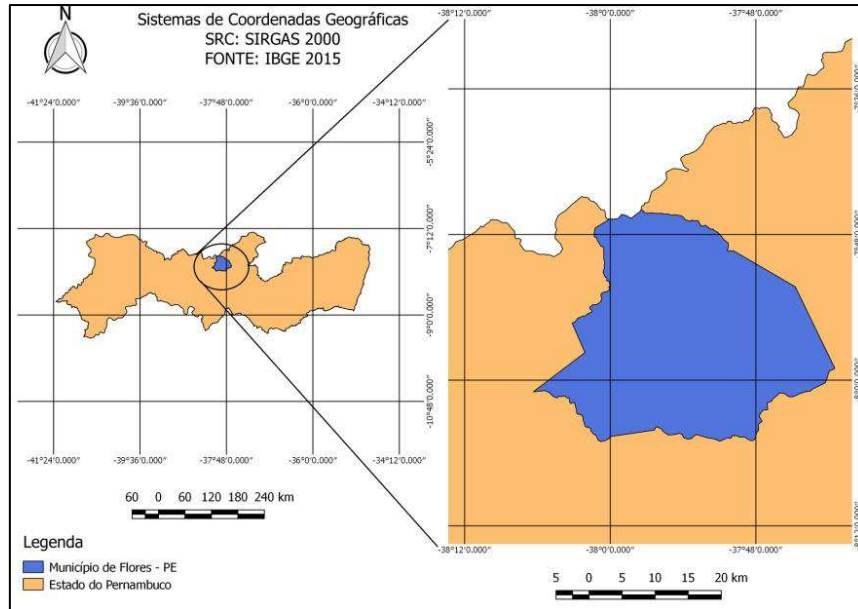 N
Sistemas de Coordenadas Geográficas
SRC: SIRGAS 2000
FONTE: IBGE 2015
-41°24'0.000" -39°36'0.000" -37°48'0.000" -36°0'0.000" -34°12'0.000"
-5°24'0.000"
-7°12'0.000"
-9°0'0.000"
-10°48'0.000"
-41°24'0.000" -39°36'0.000" -37°48'0.000" -36°0'0.000" -34°12'0.000"
60 0 60 120 180 240 km
Legenda
Município de Flores - PE
Estado do Pernambuco
-38°12'0.000" -38°0'0.000" -37°48'0.000"
-38°12'0.000" -38°0'0.000" -37°48'0.000"
5 0 5 10 15 20 km